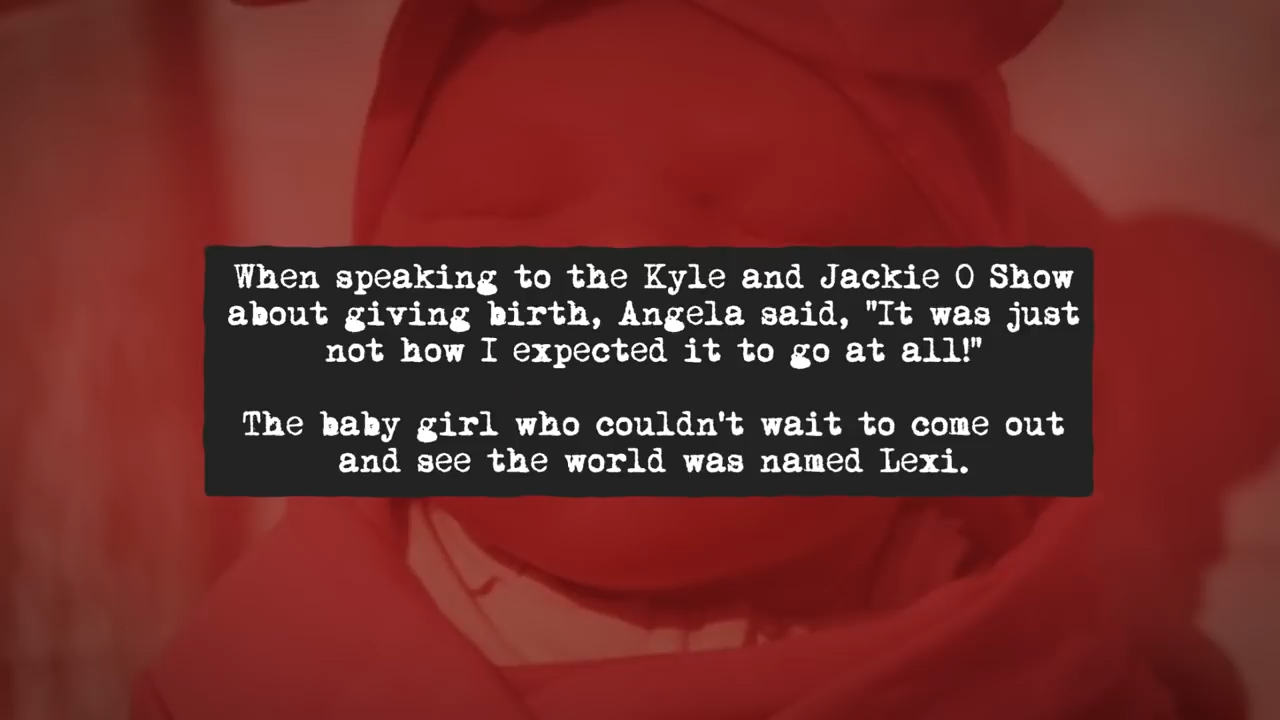 When speaking to the Kyle and Jackie O Show
about giving birth, Angela said, "It was just
not how I expected it to go at all!"
The baby girl who couldn't wait to come out
and see the world was named Lexi.